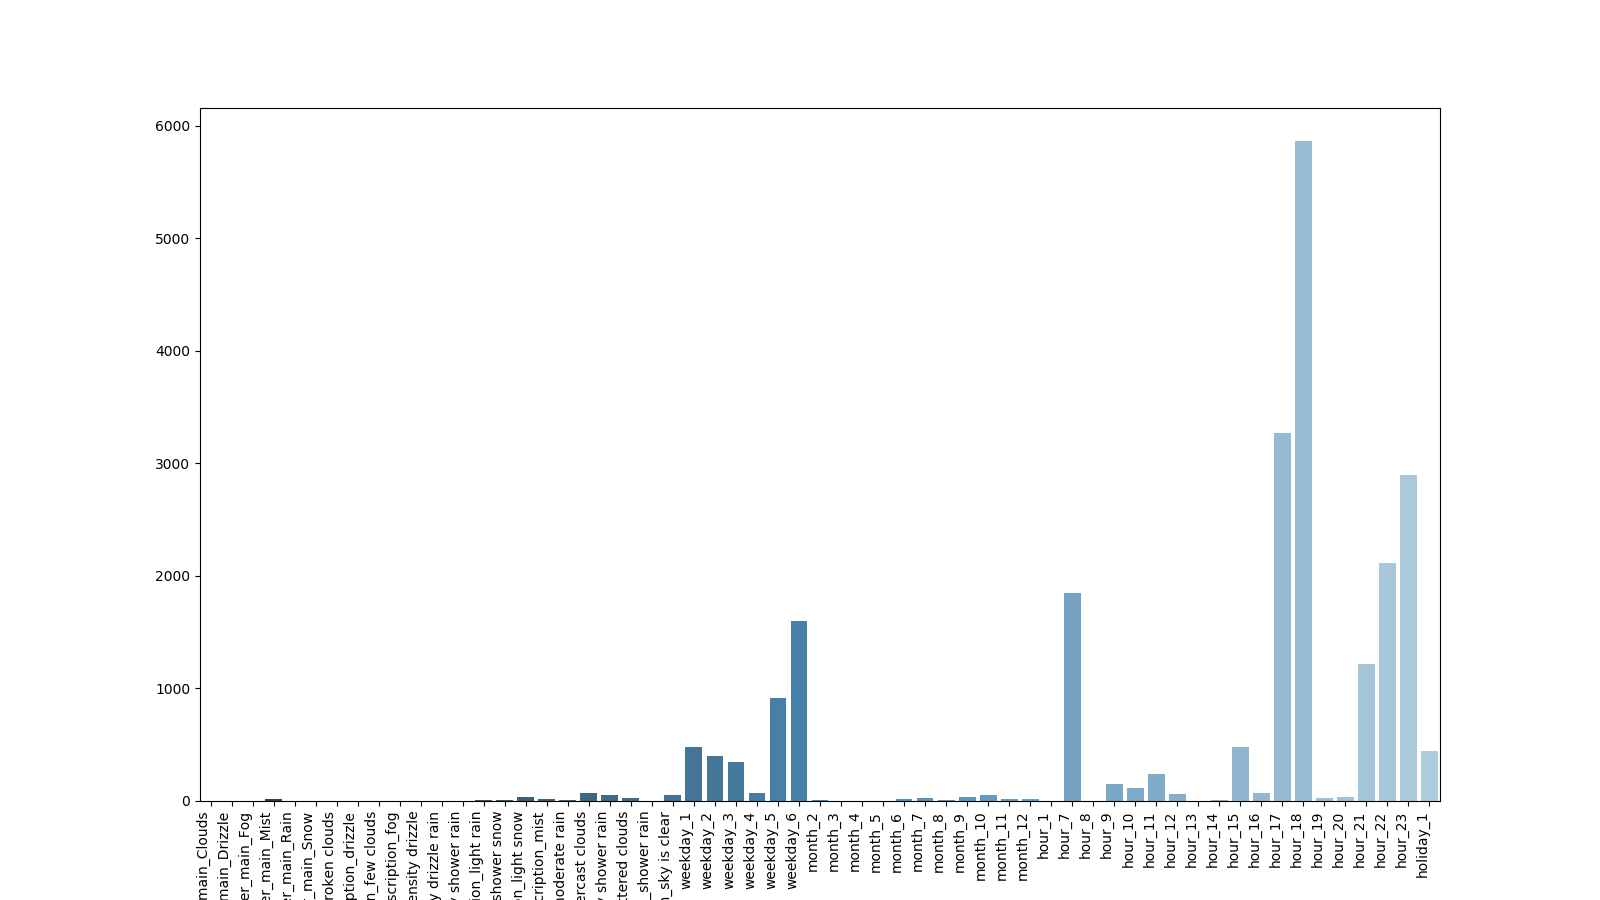 6000
5000
4000
3000
2000
1000
0
main_Clouds
main_Drizzle
er_main_Fog
er_main_Mist
er_main_Rain
_main_Snow
roken clouds
ption_drizzle
n_few clouds
scription_fog
ensity drizzle
y drizzle rain
shower rain
ion_light rain
shower snow
on_light snow
cription_mist
moderate rain
ercast clouds
shower rain
ttered clouds
_shower rain
_sky is clear
weekday_1
weekday_2
weekday_3
weekday_4
weekday_5
weekday_6
month_2
month_3
month_4
month_5
month_6
month_7
month_8
month_9
month_10
month_11
month_12
hour_1
hour_7
hour_8
hour_9
hour_10
hour_11
hour_12
hour_13
hour_14
hour_15
hour_16
hour_17
hour_18
hour_19
hour_20
hour_21
hour_22
hour_23
holiday_1